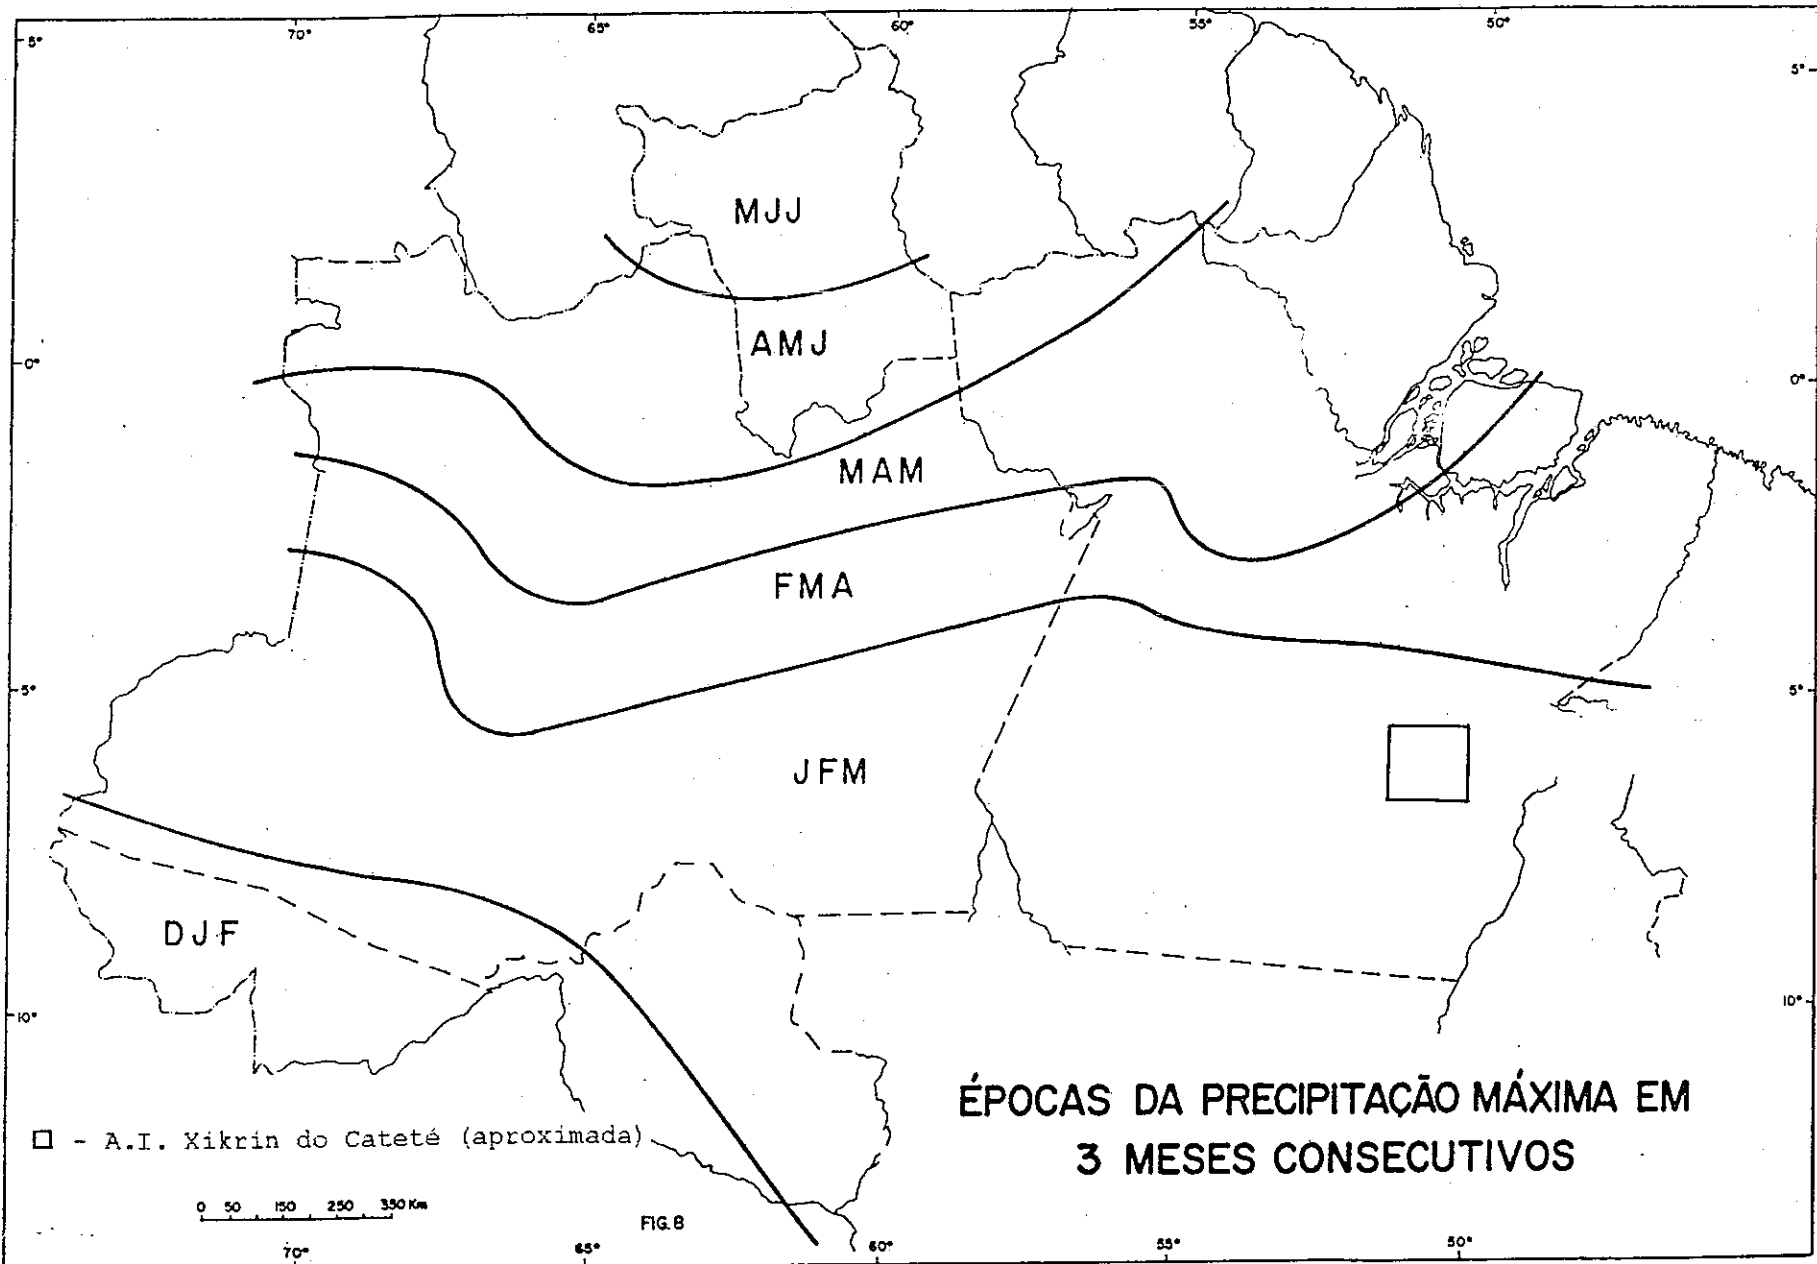 70° 65° 60° 55° 50°
5° 5°
MJJ
AMJ
0° 0°
MAM
FMA
5° 5°
JFM
DJF
10° 10°
ÉPOCAS DA PRECIPITAÇÃO MÁXIMA EM
3 MESES CONSECUTIVOS
□ - A.I. Xikrin do Cateté (aproximada)
0 50 150 250 350 Km
FIG.8
70° 65° 60° 55° 50°